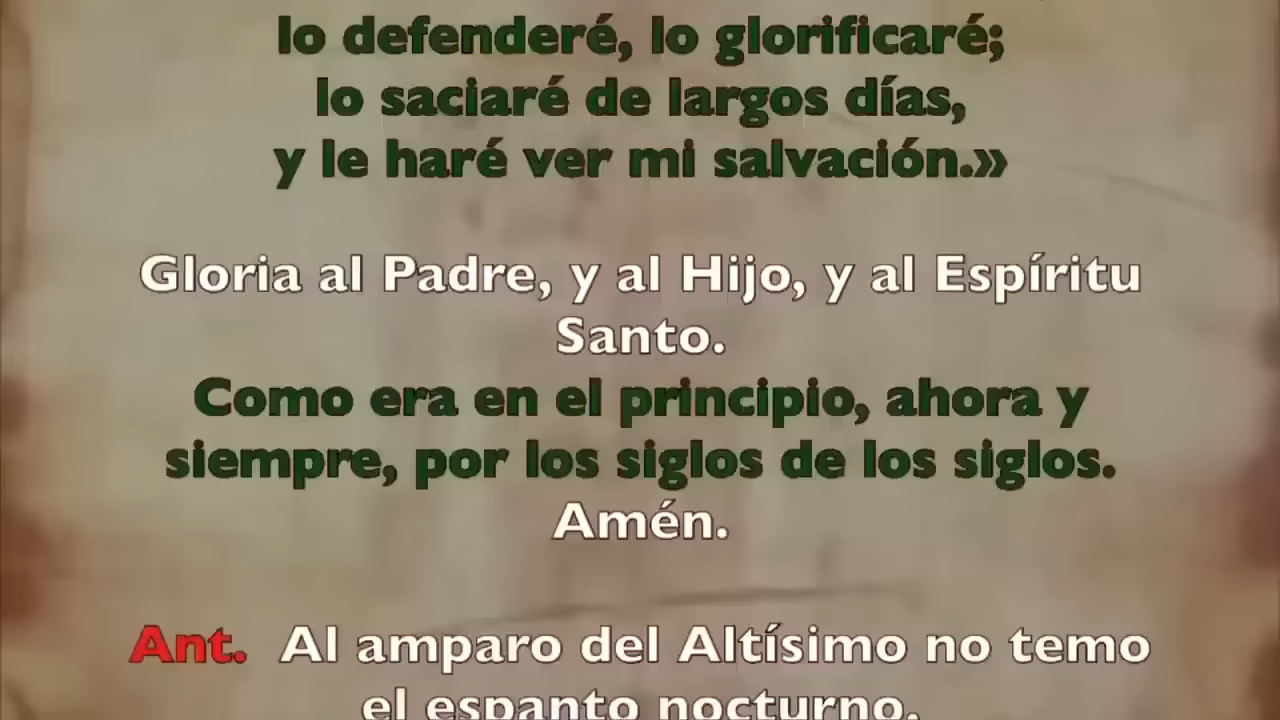 lo defenderé, lo glorificaré;
lo saciaré de largos días,
y le haré ver mi salvación.»
Gloria al Padre, y al Hijo, y al Espíritu
Santo.
Como era en el principio, ahora y
siempre, por los siglos de los siglos.
Amén.
Ant. Al amparo del Altísimo no temo
el espanto nocturno.